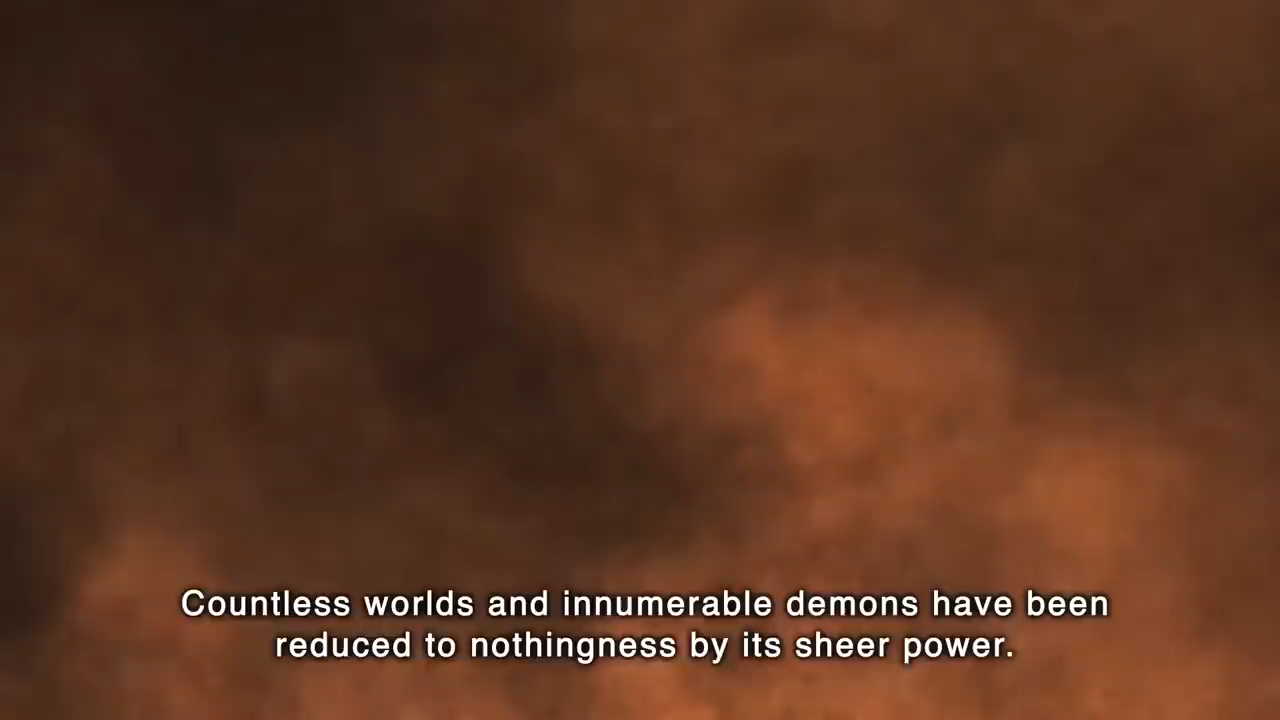 Countless worlds and innumerable demons have been
reduced to nothingness by its sheer power.